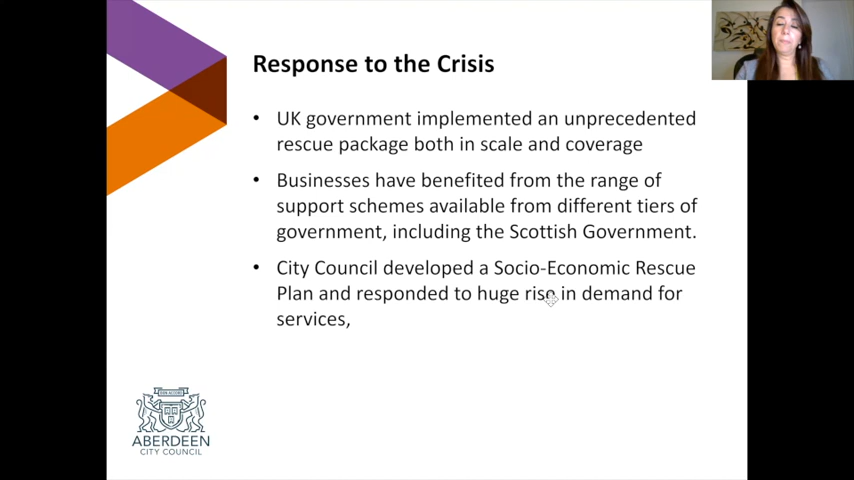 Response to the Crisis
• UK government implemented an unprecedented
rescue package both in scale and coverage
• Businesses have benefited from the range of
support schemes available from different tiers of
government, including the Scottish Government.
• City Council developed a Socio-Economic Rescue
Plan and responded to huge rise in demand for
services,
BON ACCORD
ABERDEEN
CITY COUNCIL